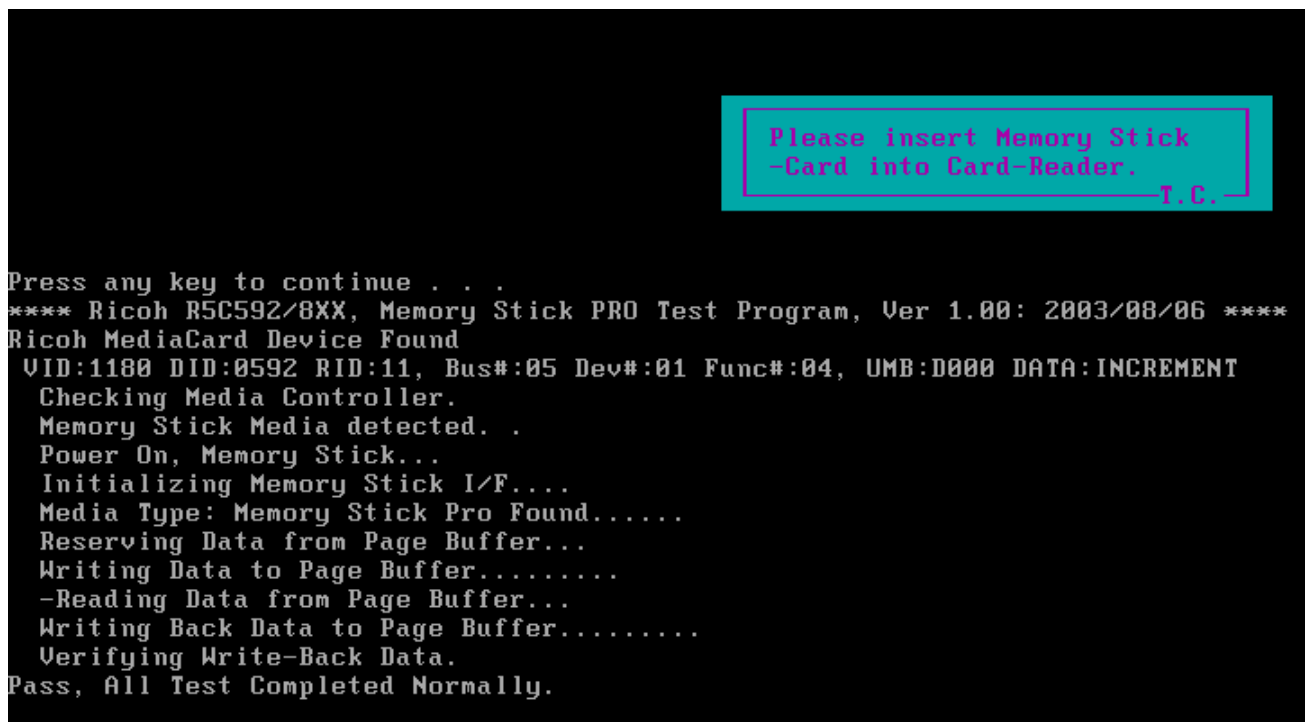 Please insert Memory Stick
-Card into Card-Reader.
T.C.
Press any key to continue . . .
**** Ricoh R5C592/8XX, Memory Stick PRO Test Program, Ver 1.00: 2003/08/06 ****
Ricoh MediaCard Device Found
VID:1180 DID:0592 RID:11, Bus#:05 Dev#:01 Func#:04, UMB:D000 DATA:INCREMENT
Checking Media Controller.
Memory Stick Media detected. .
Power On, Memory Stick...
Initializing Memory Stick I/F....
Media Type: Memory Stick Pro Found......
Reserving Data from Page Buffer...
Writing Data to Page Buffer.........
-Reading Data from Page Buffer...
Writing Back Data to Page Buffer.........
Verifying Write-Back Data.
Pass, All Test Completed Normally.